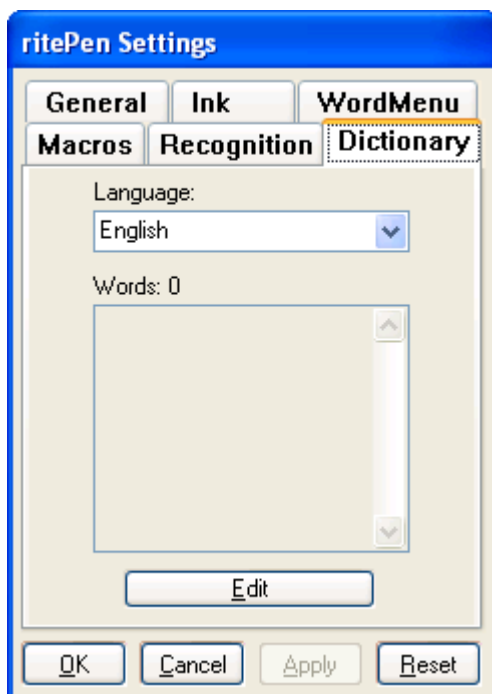 ritePen Settings
General Ink WordMenu
Macros Recognition Dictionary
Language:
English
Words: 0
Edit
OK Cancel Apply Reset